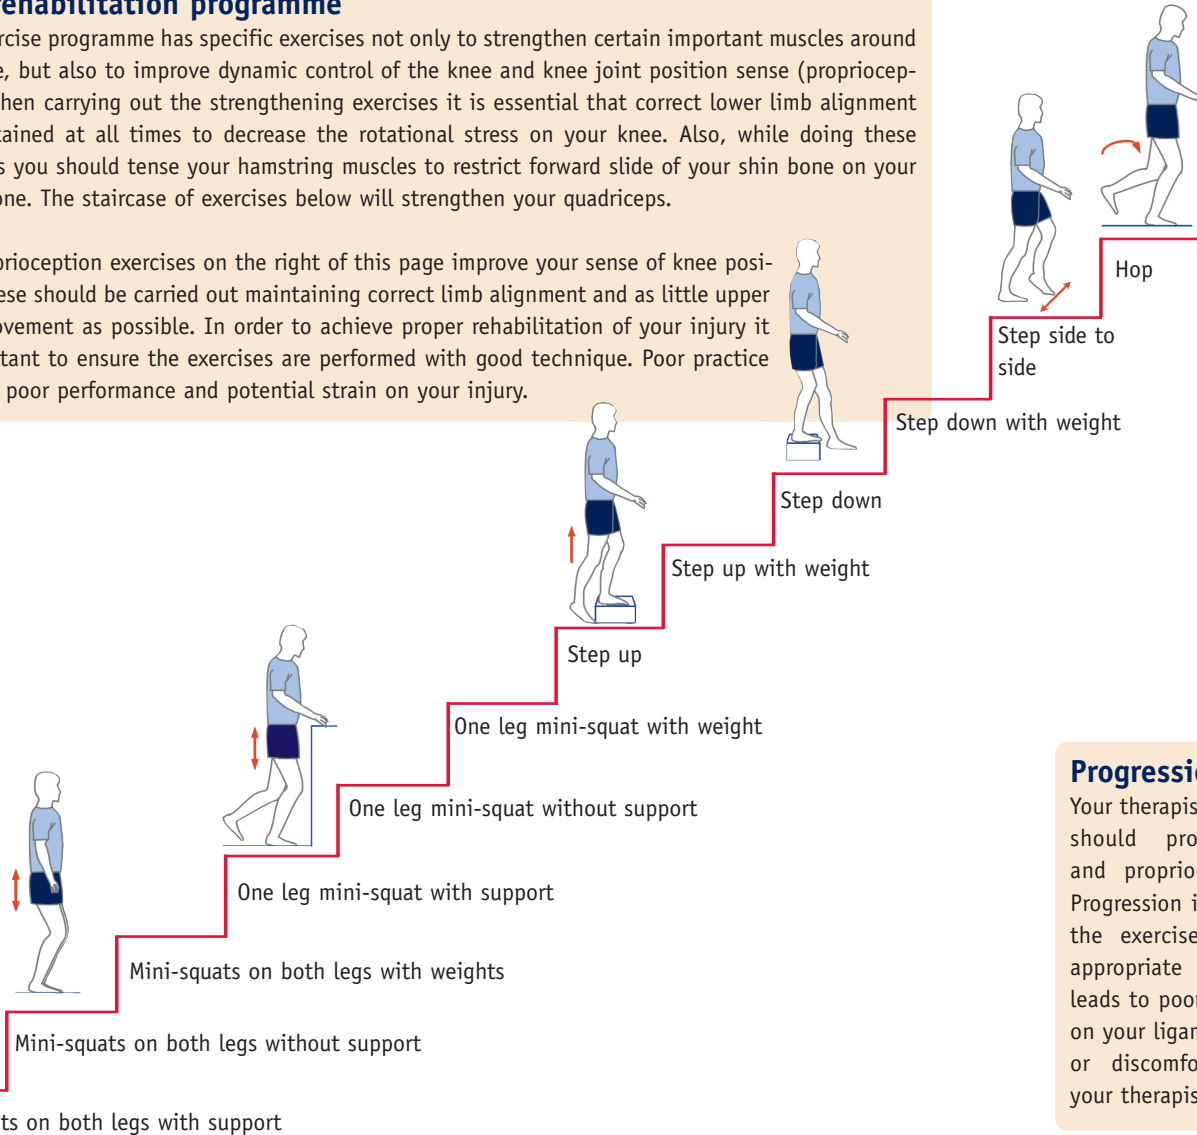 rehabilitation programme
rcise programme has specific exercises not only to strengthen certain important muscles around
e, but also to improve dynamic control of the knee and knee joint position sense (propriocep-
hen carrying out the strengthening exercises it is essential that correct lower limb alignment
tained at all times to decrease the rotational stress on your knee. Also, while doing these
s you should tense your hamstring muscles to restrict forward slide of your shin bone on your
one. The staircase of exercises below will strengthen your quadriceps.
prioception exercises on the right of this page improve your sense of knee posi-
ese should be carried out maintaining correct limb alignment and as little upper
ovement as possible. In order to achieve proper rehabilitation of your injury it
rtant to ensure the exercises are performed with good technique. Poor practice
poor performance and potential strain on your injury.
Hop
Step side to
side
Step down with weight
Step down
Step up with weight
Step up
One leg mini-squat with weight
One leg mini-squat without support
One leg mini-squat with support
Mini-squats on both legs with weights
Mini-squats on both legs without support
ts on both legs with support
Progressi
Your therapis
should pro
and proprio
Progression i
the exercise
appropriate
leads to poor
on your ligan
or discomfo
your therapis